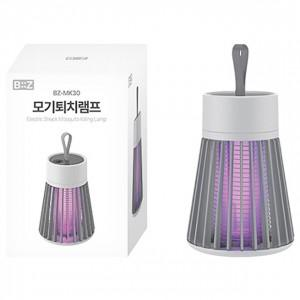 BZ
BZ-MK30
모기퇴치램프
Electric Shock Mosquito Killing Lamp